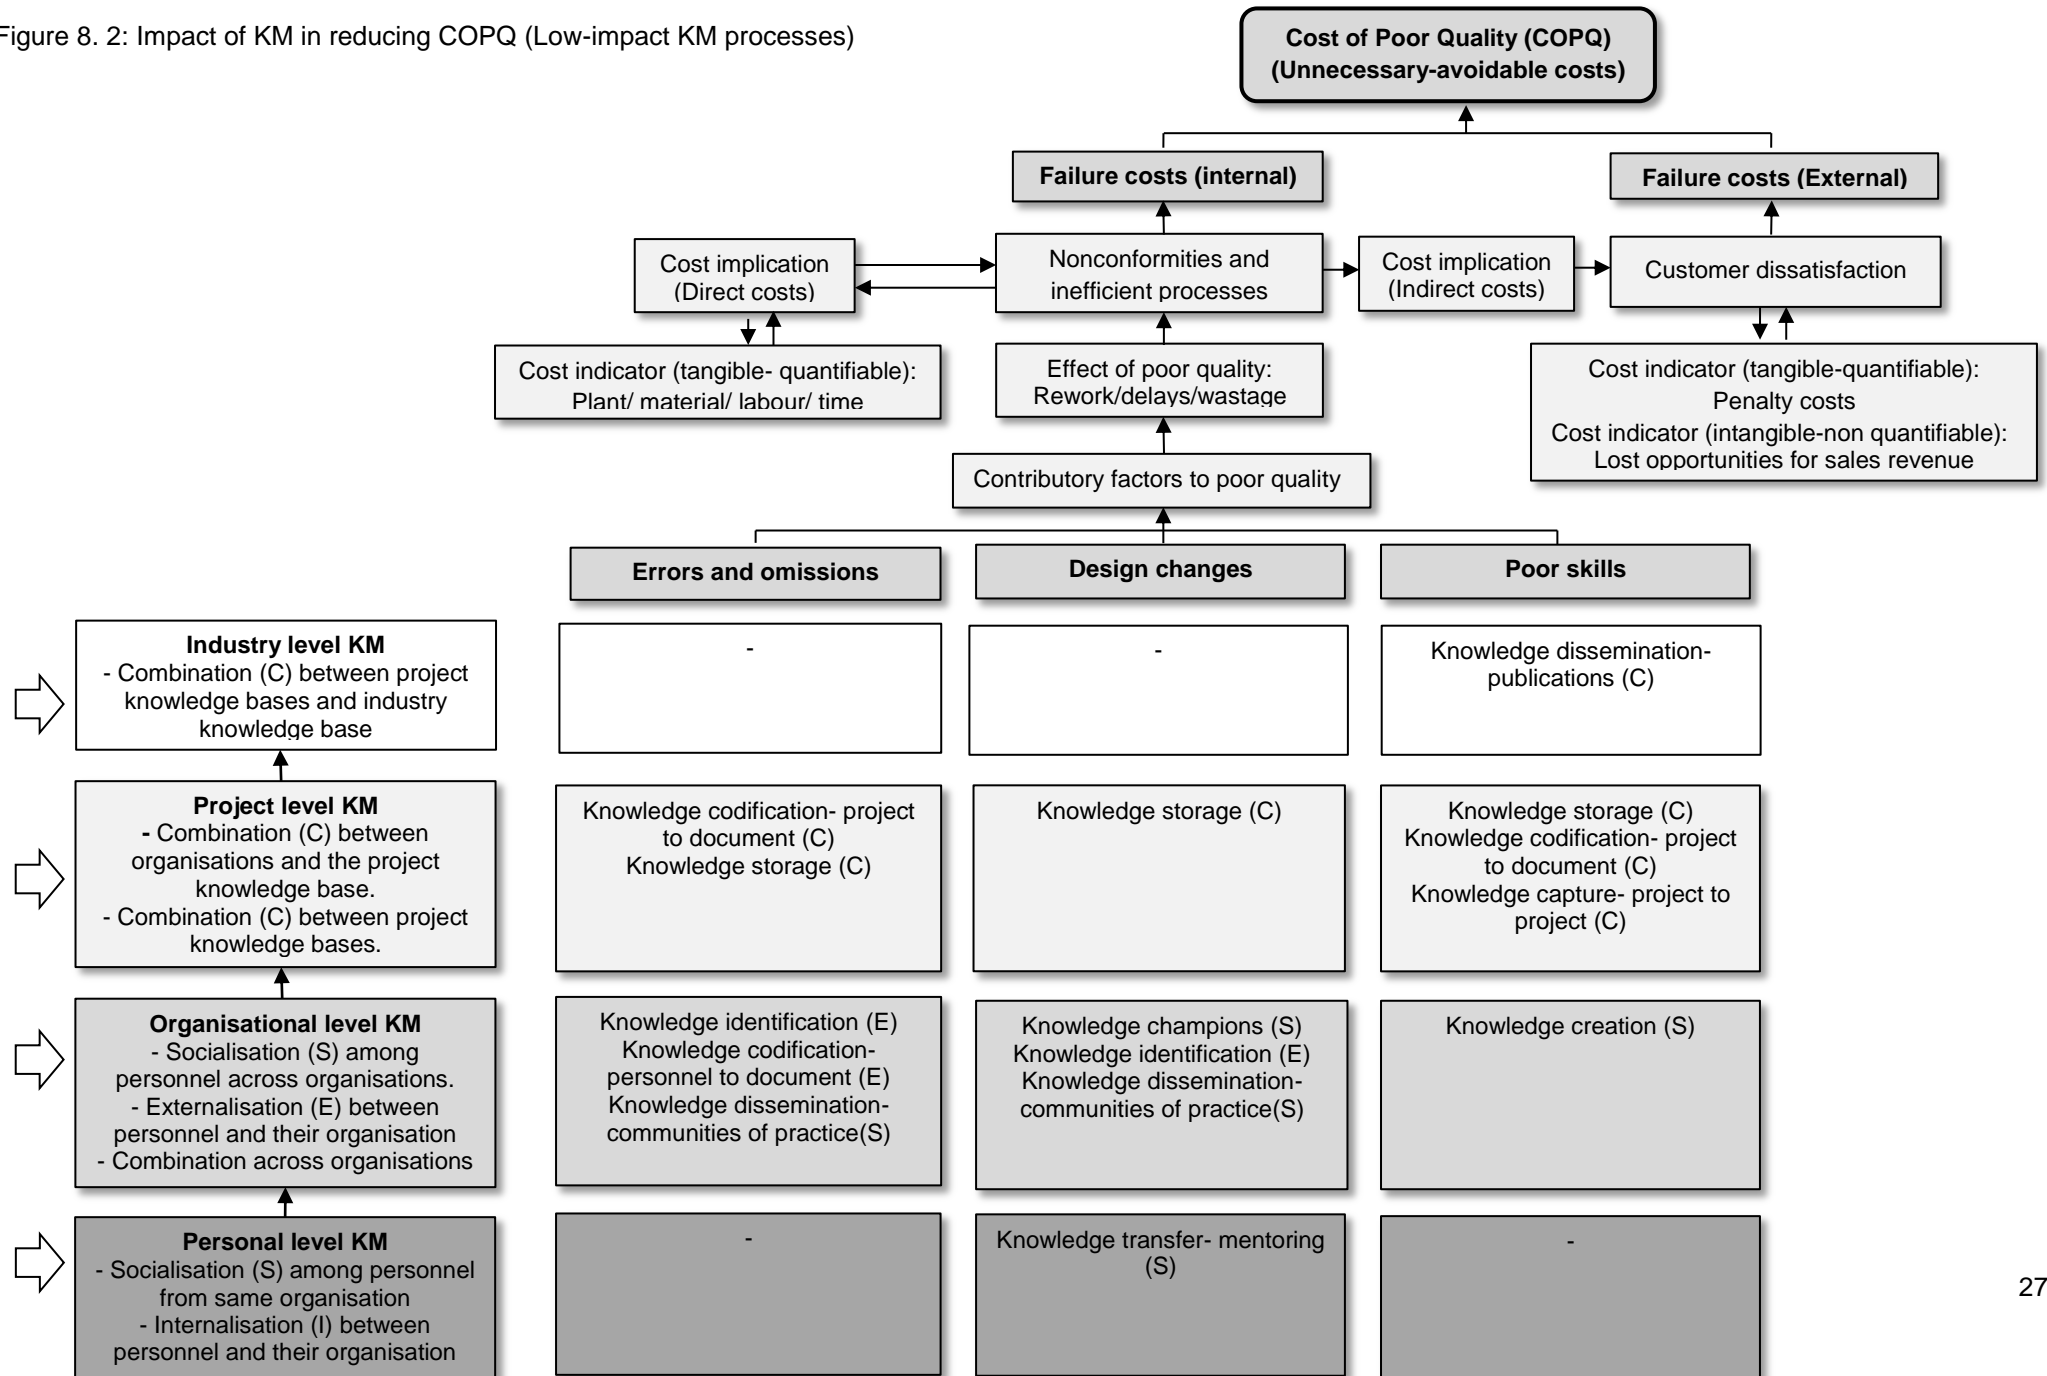 Figure 8. 2: Impact of KM in reducing COPQ (Low-impact KM processes)
Cost of Poor Quality (COPQ)
(Unnecessary-avoidable costs)
Failure costs (internal)
Failure costs (External)
Cost implication
(Direct costs)
Nonconformities and
inefficient processes
Cost implication
(Indirect costs)
Customer dissatisfaction
Cost indicator (tangible- quantifiable):
Plant/ material/ labour/ time
Effect of poor quality:
Rework/delays/wastage
Cost indicator (tangible-quantifiable):
Penalty costs
Cost indicator (intangible-non quantifiable):
Lost opportunities for sales revenue
Contributory factors to poor quality
Errors and omissions
Design changes
Poor skills
Industry level KM
- Combination (C) between project
knowledge bases and industry
knowledge base
-
-
Knowledge dissemination-
publications (C)
Project level KM
- Combination (C) between
organisations and the project
knowledge base.
- Combination (C) between project
knowledge bases.
Knowledge codification- project
to document (C)
Knowledge storage (C)
Knowledge storage (C)
Knowledge storage (C)
Knowledge codification- project
to document (C)
Knowledge capture- project to
project (C)
Organisational level KM
- Socialisation (S) among
personnel across organisations.
- Externalisation (E) between
personnel and their organisation
- Combination across organisations
Knowledge identification (E)
Knowledge codification-
personnel to document (E)
Knowledge dissemination-
communities of practice(S)
Knowledge champions (S)
Knowledge identification (E)
Knowledge dissemination-
communities of practice(S)
Knowledge creation (S)
Personal level KM
- Socialisation (S) among personnel
from same organisation
- Internalisation (I) between
personnel and their organisation
-
Knowledge transfer- mentoring
(S)
-
27